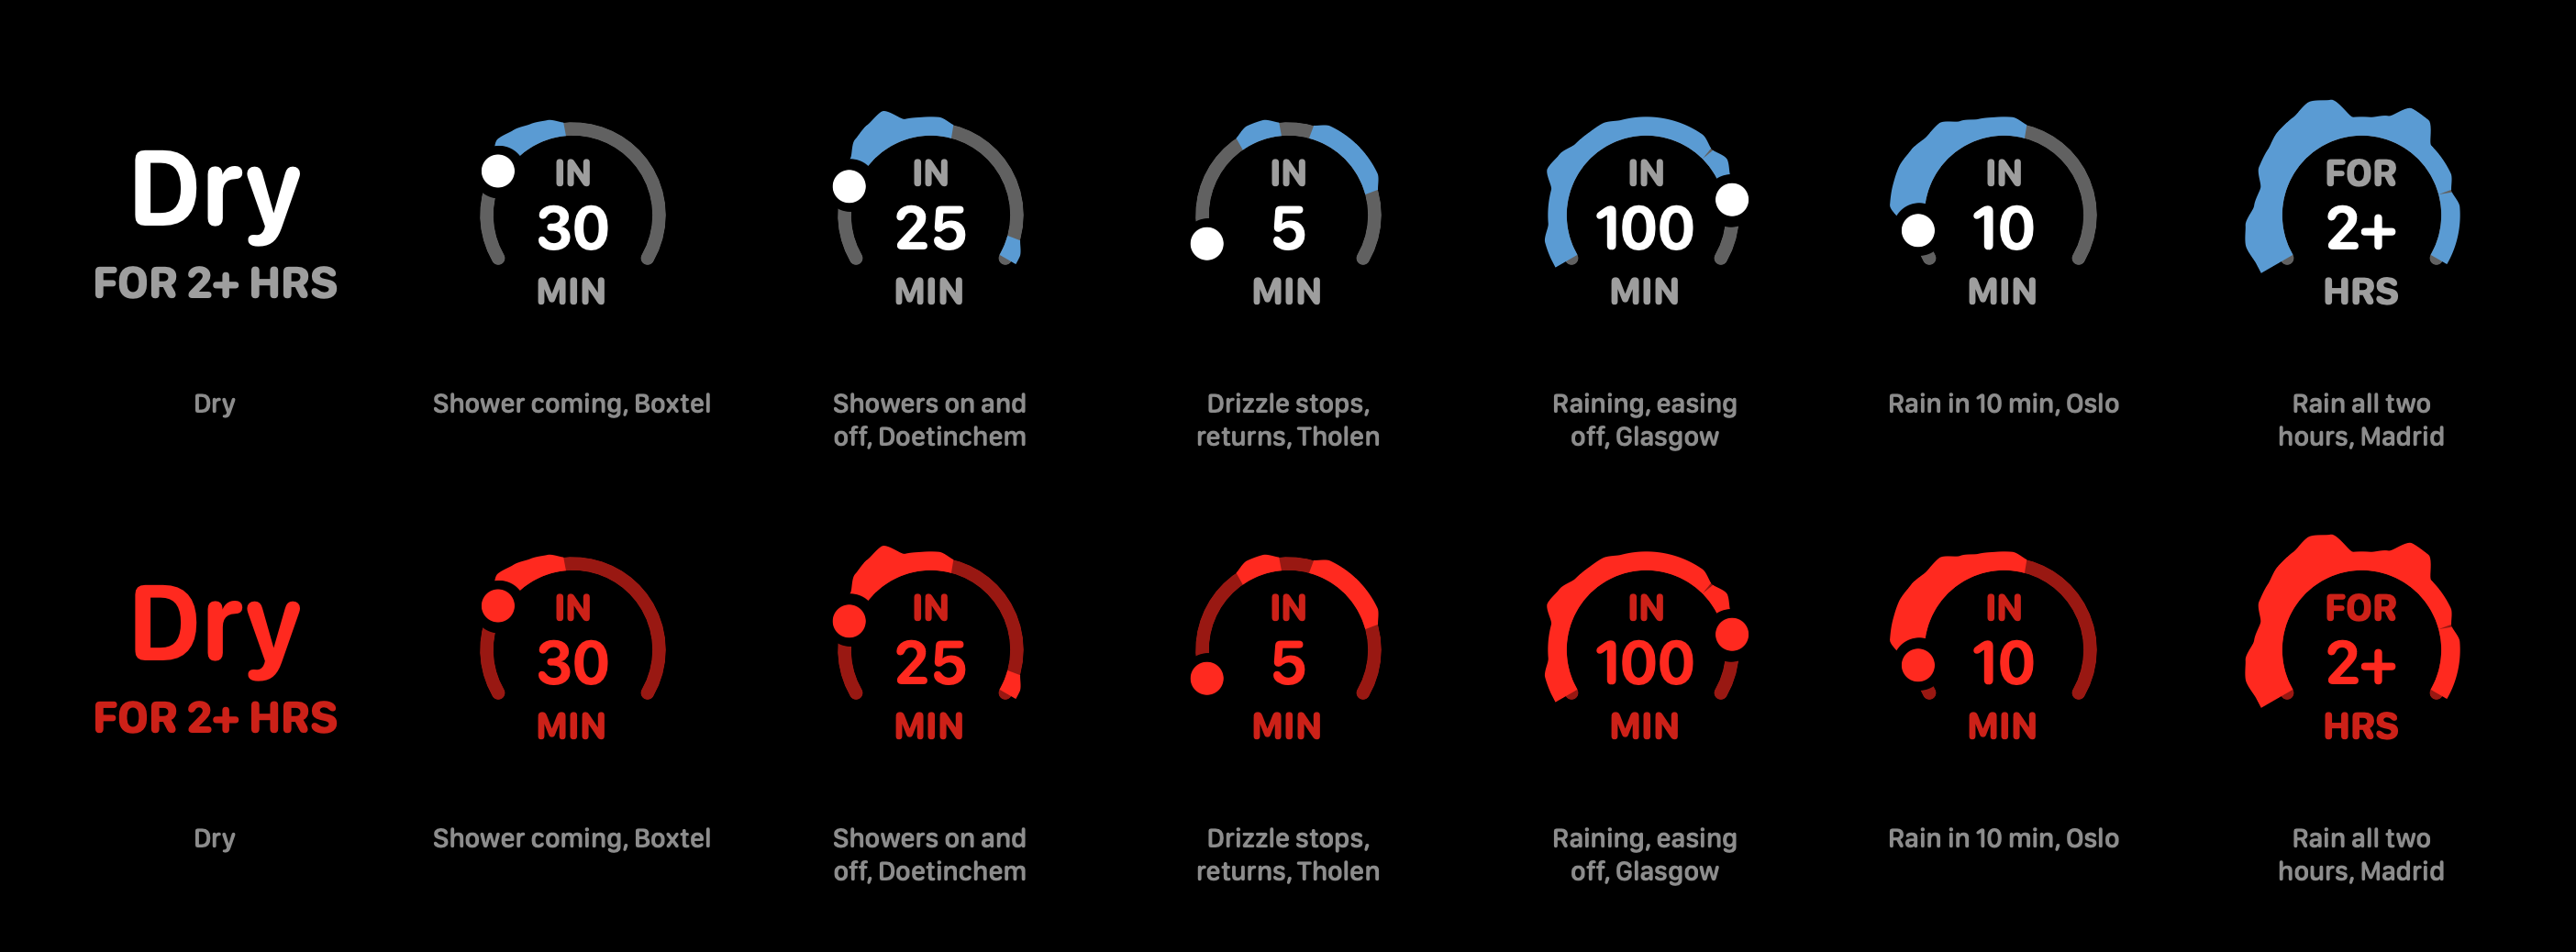 Dry
FOR 2+ HRS
IN
30
MIN
IN
25
MIN
IN
5
MIN
IN
100
MIN
IN
10
MIN
FOR
2+
HRS
Dry
Shower coming, Boxtel
Showers on and
off, Doetinchem
Drizzle stops,
returns, Tholen
Raining, easing
off, Glasgow
Rain in 10 min, Oslo
Rain all two
hours, Madrid
Dry
FOR 2+ HRS
IN
30
MIN
IN
25
MIN
IN
5
MIN
IN
100
MIN
IN
10
MIN
FOR
2+
HRS
Dry
Shower coming, Boxtel
Showers on and
off, Doetinchem
Drizzle stops,
returns, Tholen
Raining, easing
off, Glasgow
Rain in 10 min, Oslo
Rain all two
hours, Madrid